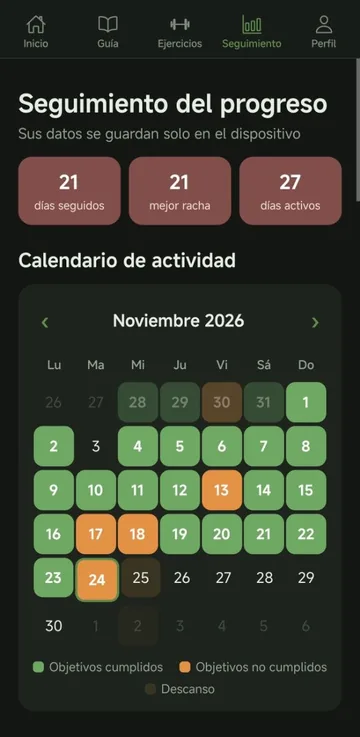 Inicio Guía Ejercicios Seguimiento Perfil
Seguimiento del progreso
Sus datos se guardan solo en el dispositivo
21 21 27
días seguidos mejor racha días activos
Calendario de actividad
‹ Noviembre 2026 ›
Lu Ma Mi Ju Vi Sá Do
26 27 28 29 30 31 1
2 3 4 5 6 7 8
9 10 11 12 13 14 15
16 17 18 19 20 21 22
23 24 25 26 27 28 29
30 1 2 3 4 5 6
Objetivos cumplidos Objetivos no cumplidos
Descanso